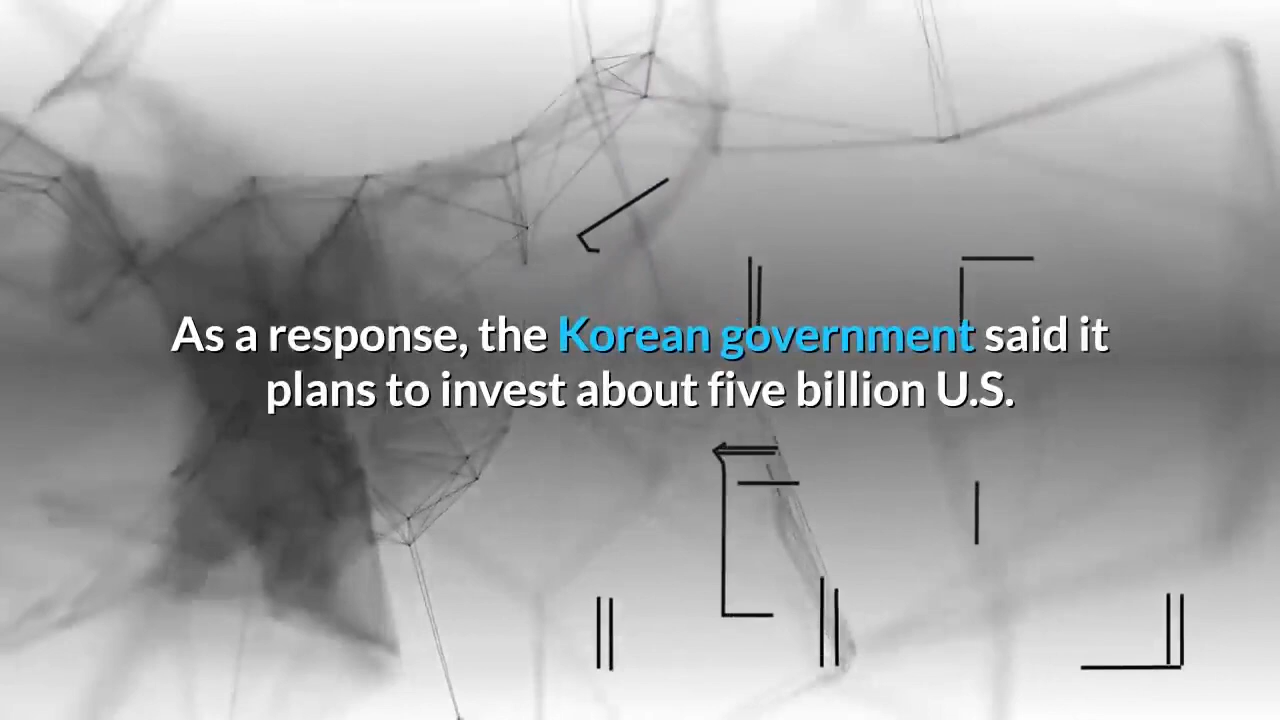 As a response, the Korean government said it
plans to invest about five billion U.S.